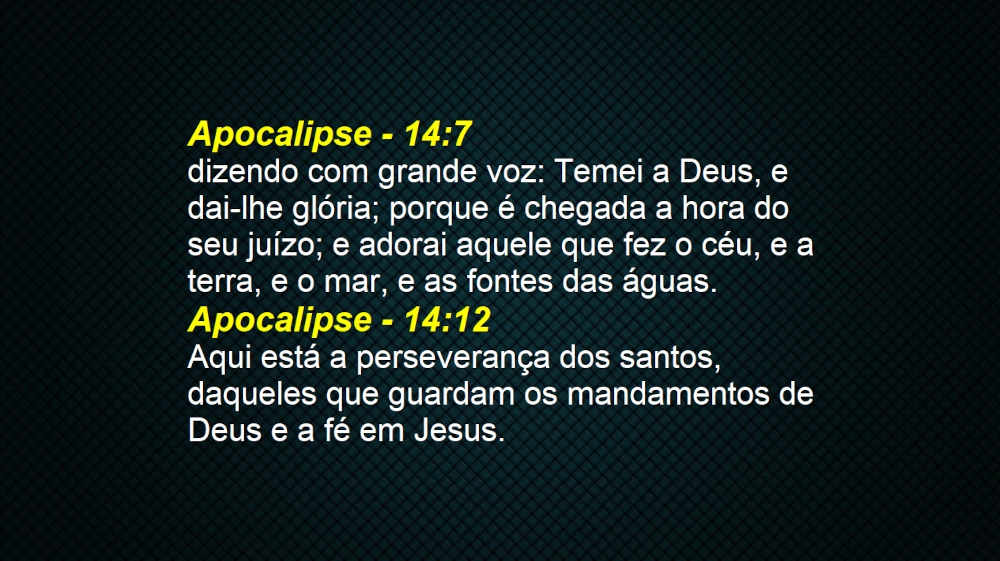 Apocalipse - 14:7
dizendo com grande voz: Temei a Deus, e
dai-lhe glória; porque é chegada a hora do
seu juízo; e adorai aquele que fez o céu, e a
terra, e o mar, e as fontes das águas.
Apocalipse - 14:12
Aqui está a perseverança dos santos,
daqueles que guardam os mandamentos de
Deus e a fé em Jesus.